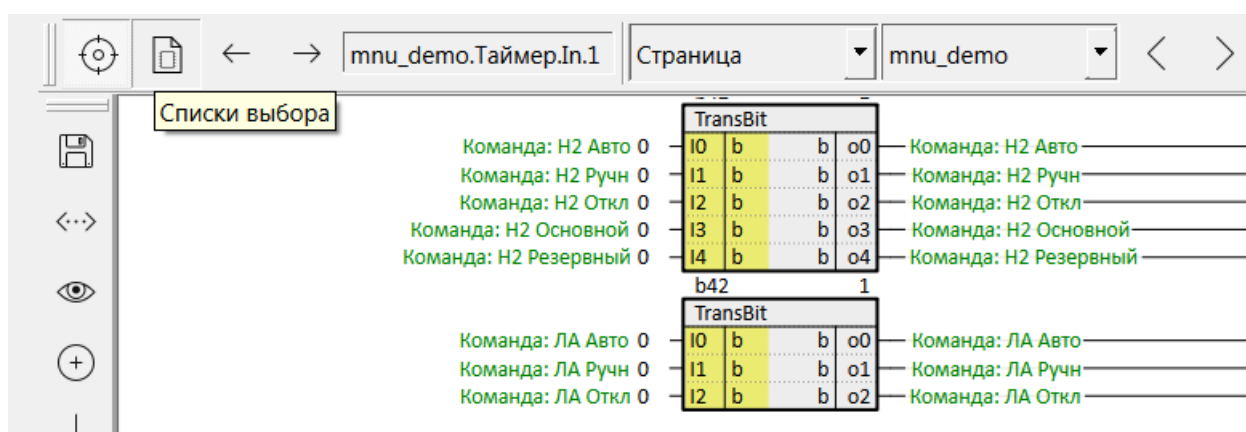 mnu_demo.Таймер.In.1 Страница mnu_demo
Списки выбора
TransBit
Команда: Н2 Авто 0 I0 b b o0 Команда: Н2 Авто
Команда: Н2 Ручн 0 I1 b b o1 Команда: Н2 Ручн
Команда: Н2 Откл 0 I2 b b o2 Команда: Н2 Откл
Команда: Н2 Основной 0 I3 b b o3 Команда: Н2 Основной
Команда: Н2 Резервный 0 I4 b b o4 Команда: Н2 Резервный
b42 1
TransBit
Команда: ЛА Авто 0 I0 b b o0 Команда: ЛА Авто
Команда: ЛА Ручн 0 I1 b b o1 Команда: ЛА Ручн
Команда: ЛА Откл 0 I2 b b o2 Команда: ЛА Откл